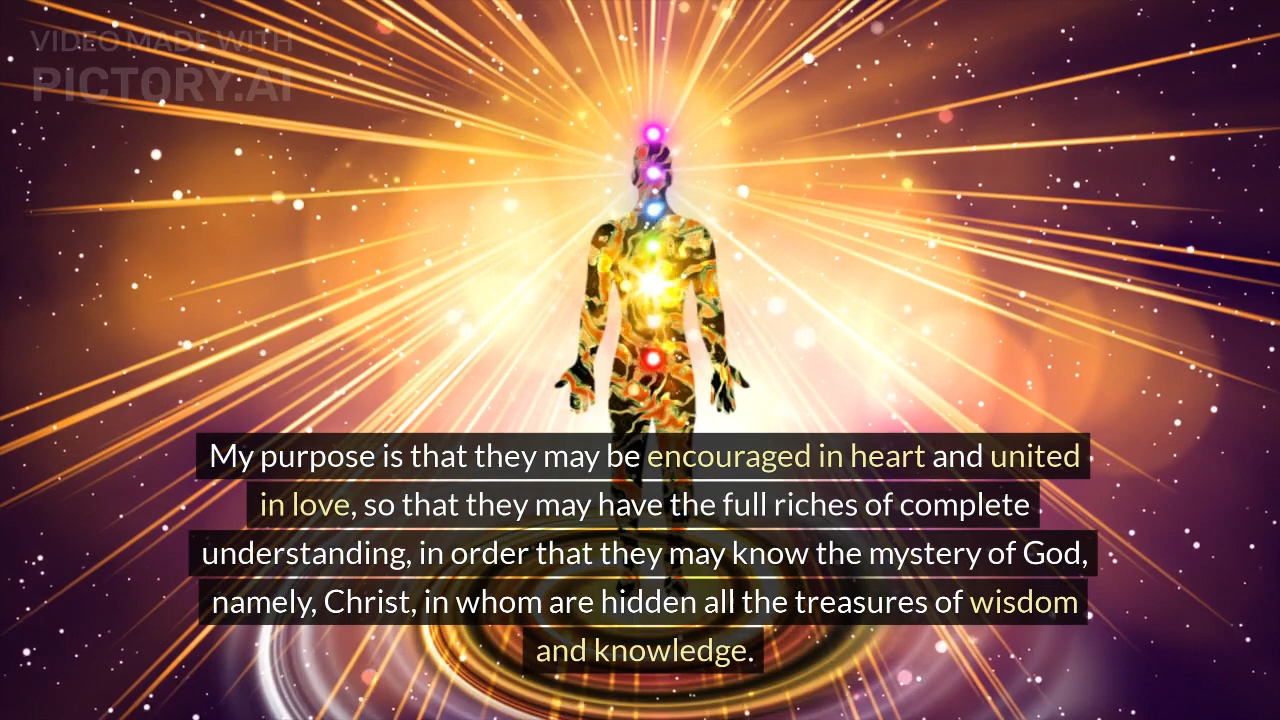 VIDEO MADE WITH
PICTORY.AI
My purpose is that they may be encouraged in heart and united
in love, so that they may have the full riches of complete
understanding, in order that they may know the mystery of God,
namely, Christ, in whom are hidden all the treasures of wisdom
and knowledge.